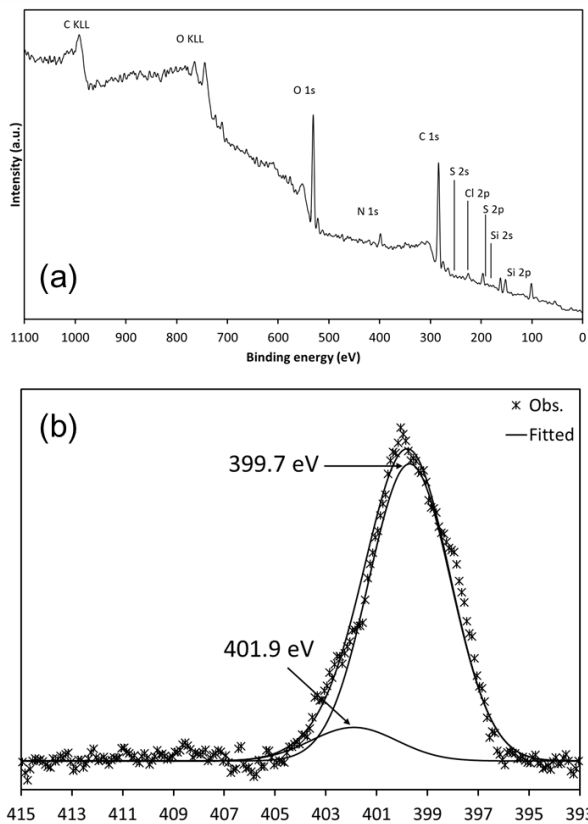 C KLL
O KLL
O 1s
C 1s
S 2s
Cl 2p
N 1s
S 2p
Si 2s
Si 2p
Intensity (a.u.)
(a)
1100 1000 900 800 700 600 500 400 300 200 100 0
Binding energy (eV)
(b)
Obs.
Fitted
399.7 eV
401.9 eV
415 413 411 409 407 405 403 401 399 397 395